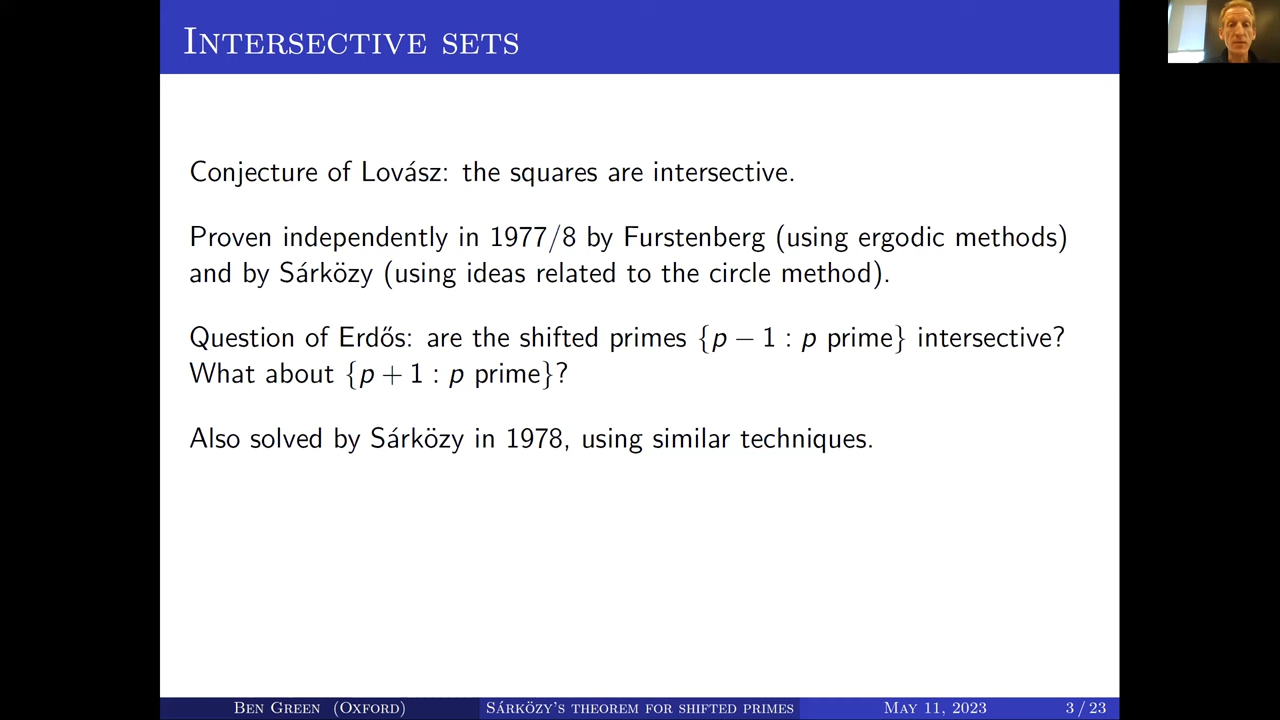 Intersective sets
Conjecture of Lovász: the squares are intersective.
Proven independently in 1977/8 by Furstenberg (using ergodic methods)
and by Sárközy (using ideas related to the circle method).
Question of Erdős: are the shifted primes {p − 1 : p prime} intersective?
What about {p + 1 : p prime}?
Also solved by Sárközy in 1978, using similar techniques.
Ben Green (Oxford) Sárközy's theorem for shifted primes May 11, 2023 3 / 23